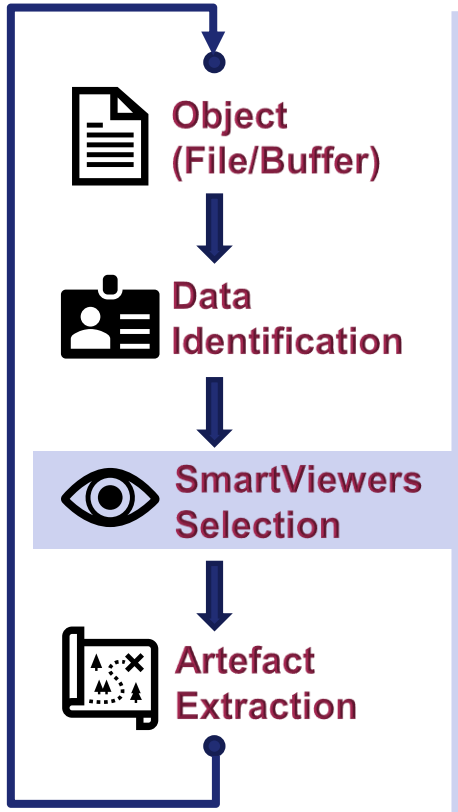 Object
(File/Buffer)
Data
Identification
SmartViewers
Selection
Artefact
Extraction